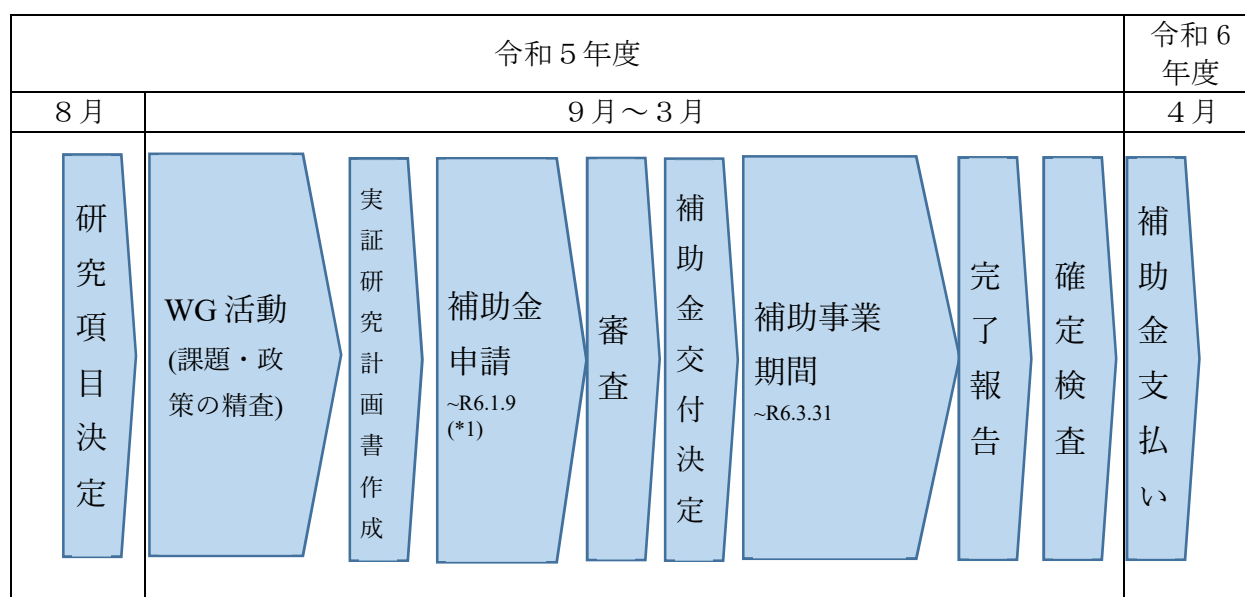 令和５年度
令和６
年度
８月
９月～３月
４月
研究項目決定
WG 活動
(課題・政
策の精査)
実証研究計画書作成
補助金
申請
~R6.1.9
(*1)
審査
補助金交付決定
補助事業
期間
~R6.3.31
完了報告
確定検査
補助金支払い